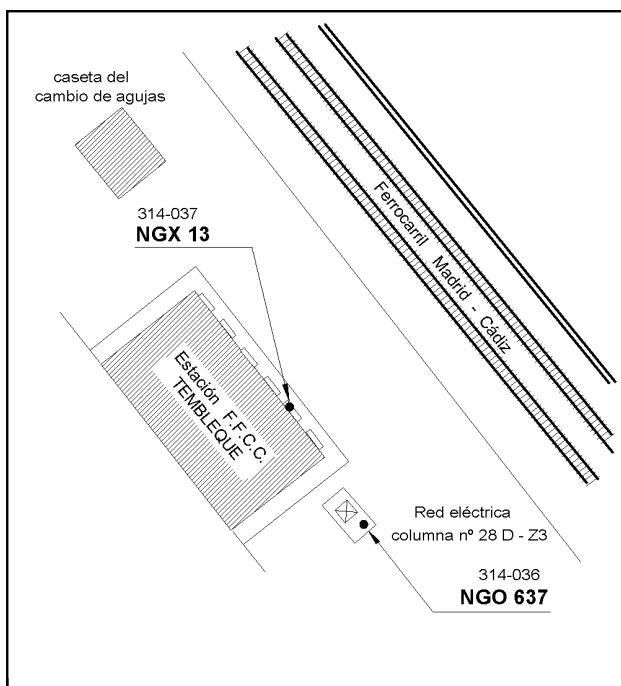 caseta del
cambio de agujas
314-037
NGX 13
Ferrocarril Madrid - Cádiz
Estación F.F.C.C.
TEMBLEQUE
Red eléctrica
columna nº 28 D - Z3
314-036
NGO 637